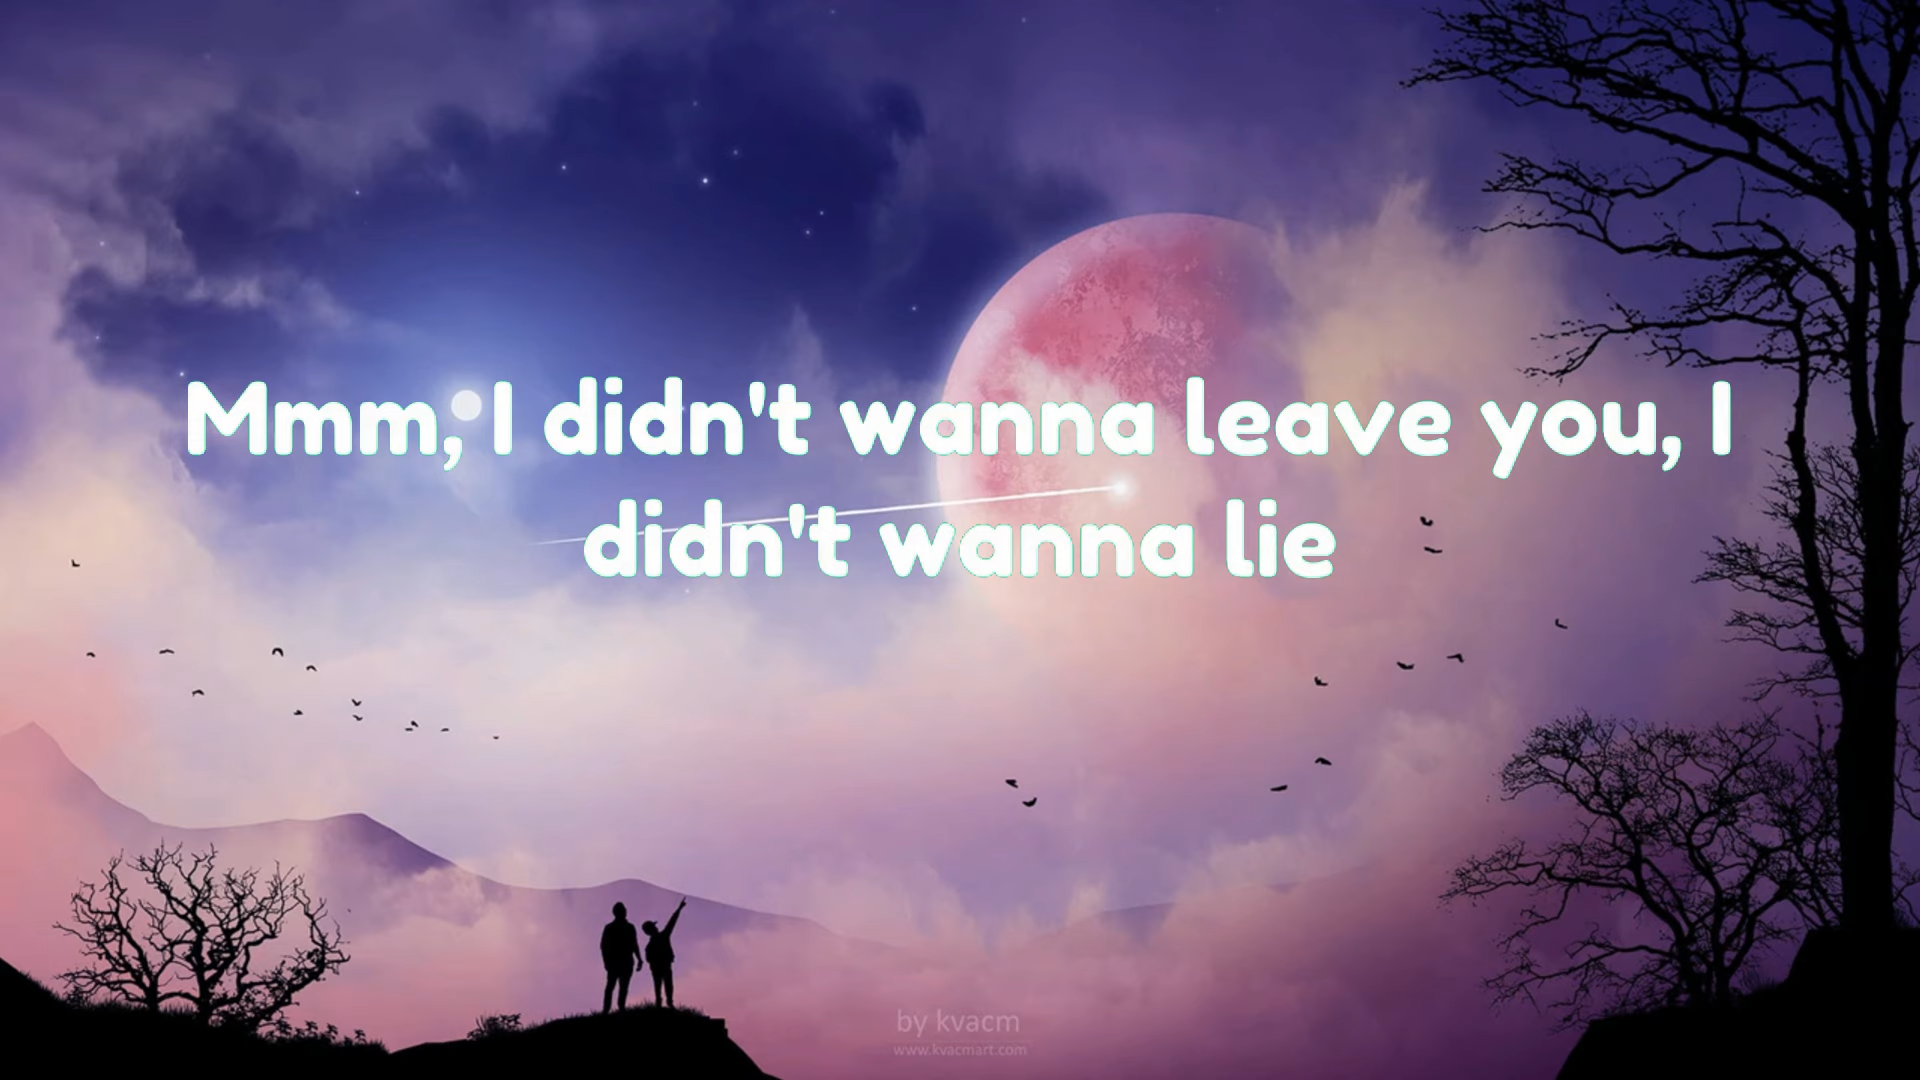 Mmm, I didn't wanna leave you, I
didn't wanna lie
by kvacm
www.kvacmart.com